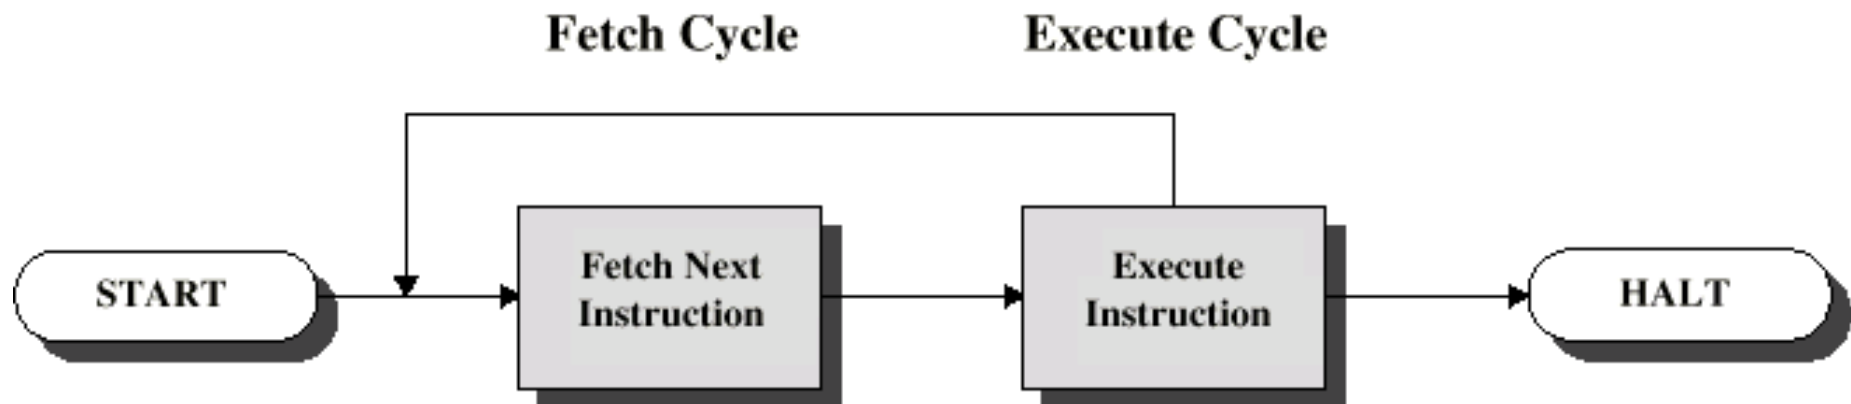 Fetch Cycle
Execute Cycle
START
Fetch Next
Instruction
Execute
Instruction
HALT